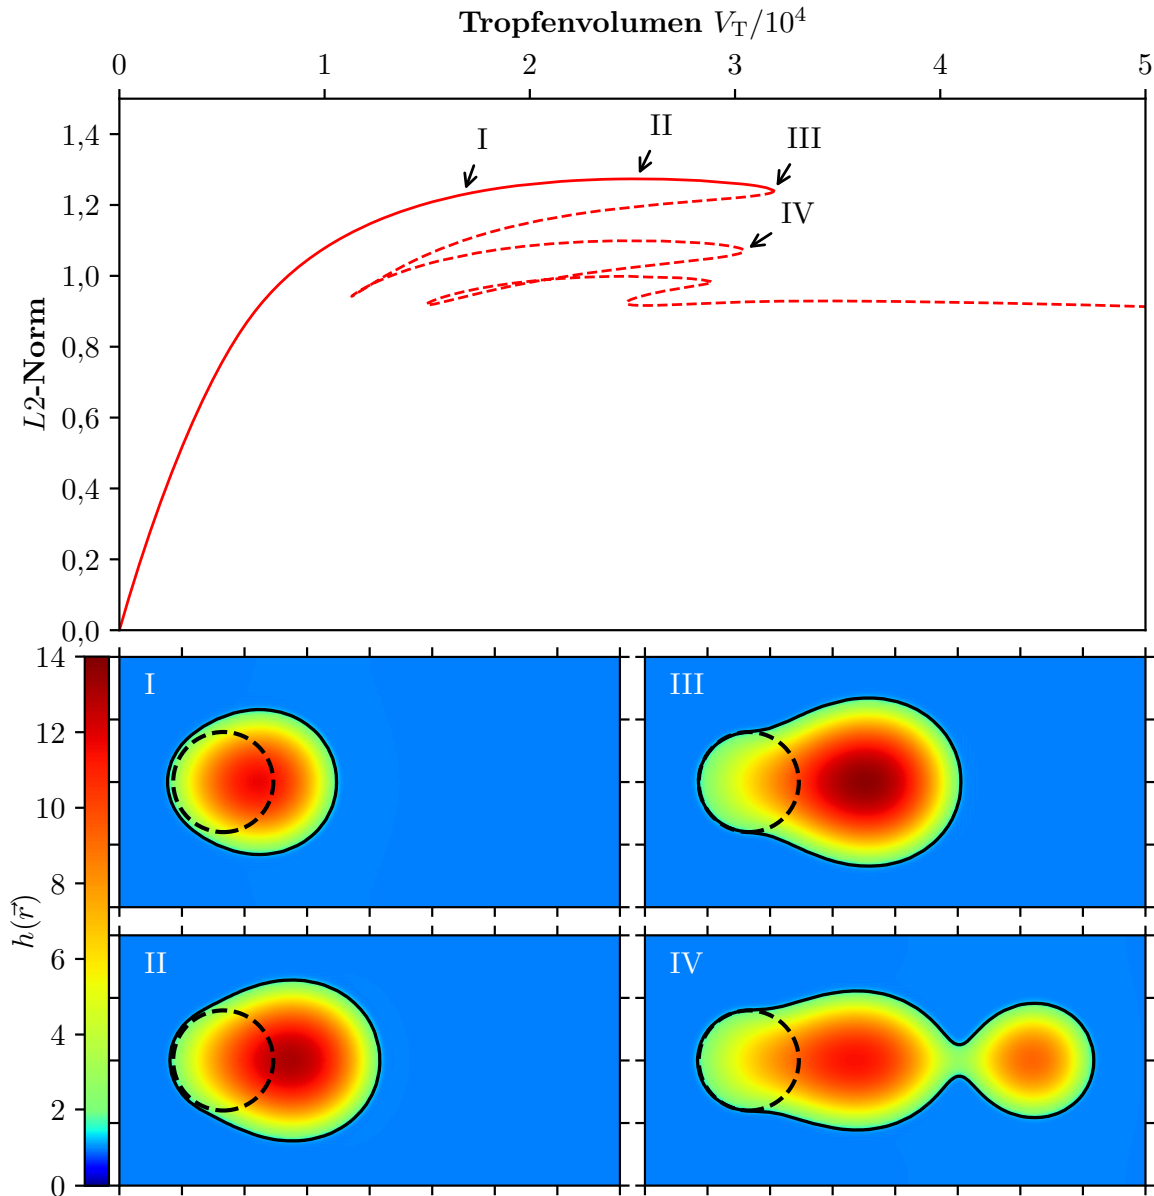 Tropfenvolumen V_T/10^4
0 1 2 3 4 5
L2-Norm
1,4
1,2
1,0
0,8
0,6
0,4
0,2
0,0
I
II
III
IV
h(r⃗)
14
12
10
8
6
4
2
0
I
III
II
IV